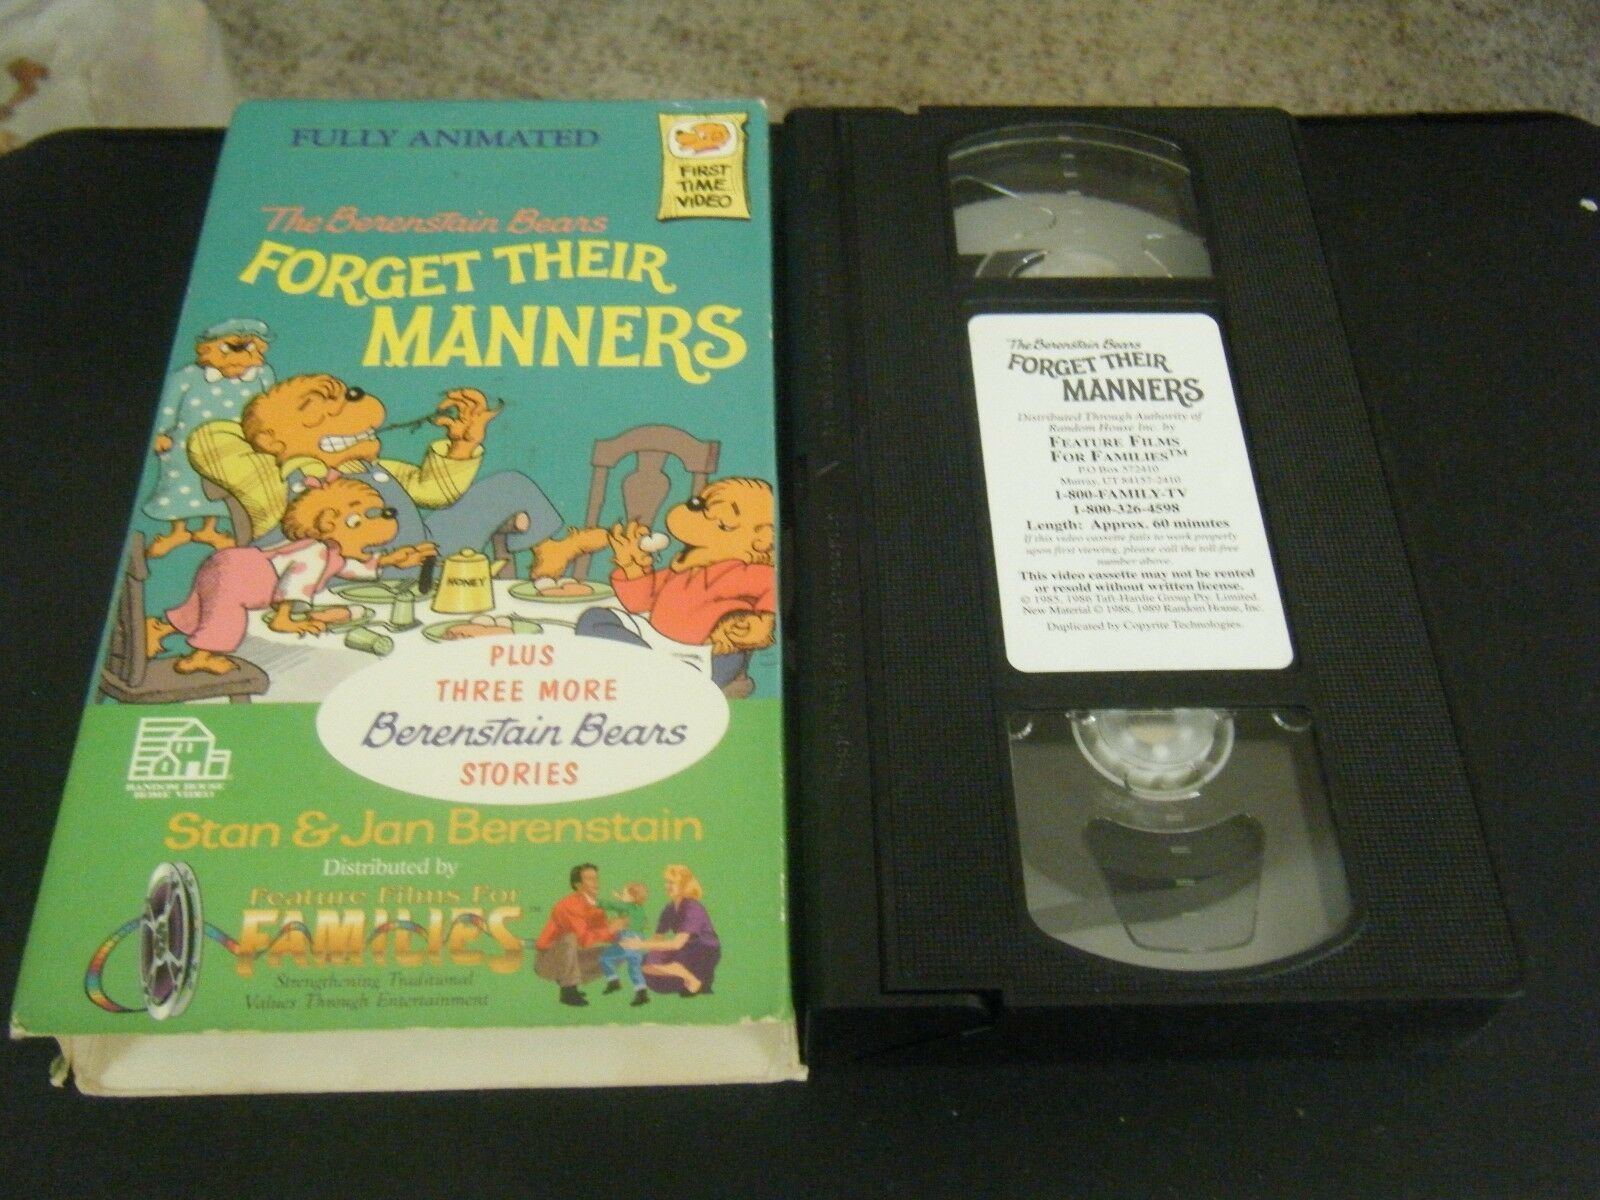 FULLY ANIMATED
FIRST
TIME
VIDEO
The Berenstain Bears
FORGET THEIR
MANNERS
HONEY
PLUS
THREE MORE
Berenstain Bears
STORIES
RANDOM HOUSE
HOME VIDEO
Stan & Jan Berenstain
Distributed by
Feature Films For
FAMILIES™
Strengthening Traditional
Values Through Entertainment
The Berenstain Bears
FORGET THEIR
MANNERS
Distributed Through Authority of
Random House Inc. by
FEATURE FILMS
FOR FAMILIES™
P.O Box 572410
Murray, UT 84157-2410
1-800-FAMILY-TV
1-800-326-4598
Length: Approx. 60 minutes
If this video cassette fails to work properly
upon first viewing, please call the toll-free
number above.
This video cassette may not be rented
or resold without written license.
© 1985, 1986 Taft-Hardie Group Pty. Limited.
New Material © 1988, 1989 Random House, Inc.
Duplicated by Copyrite Technologies.